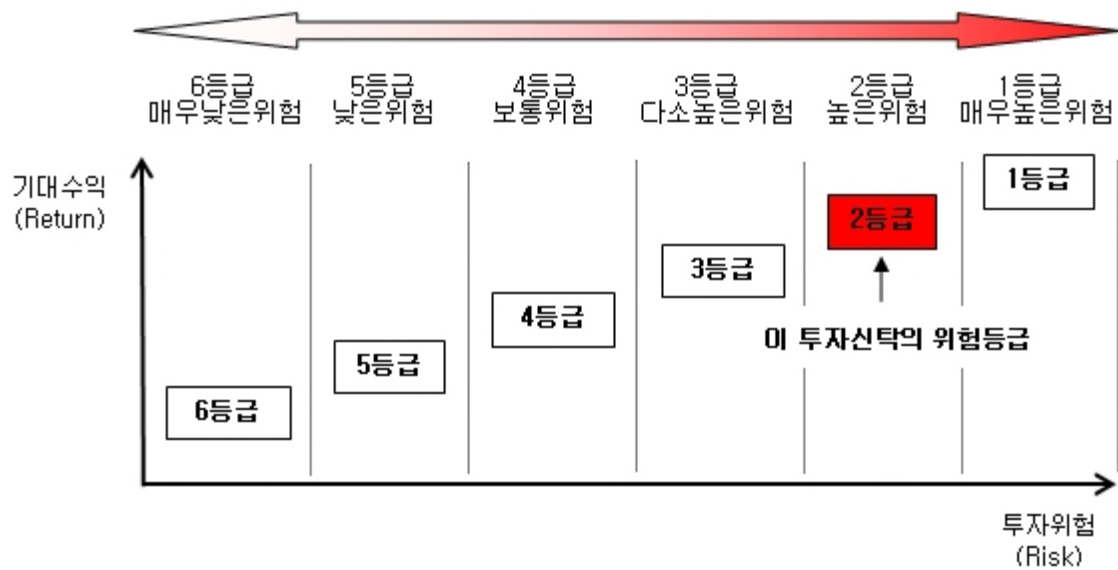 6등급 5등급 4등급 3등급 2등급 1등급
매우낮은위험 낮은위험 보통위험 다소높은위험 높은위험 매우높은위험
기대수익
(Return)
1등급
2등급
3등급
4등급
이 투자신탁의 위험등급
5등급
6등급
투자위험
(Risk)